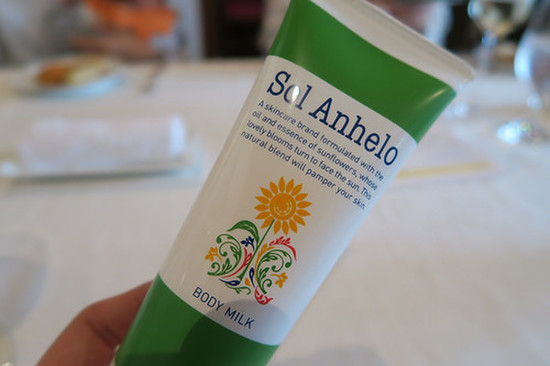 Sol Anhelo
A skincare brand formulated with the
oil and essence of sunflowers, whose
lovely blooms turn to face the sun. This
natural blend will pamper your skin.
BODY MILK